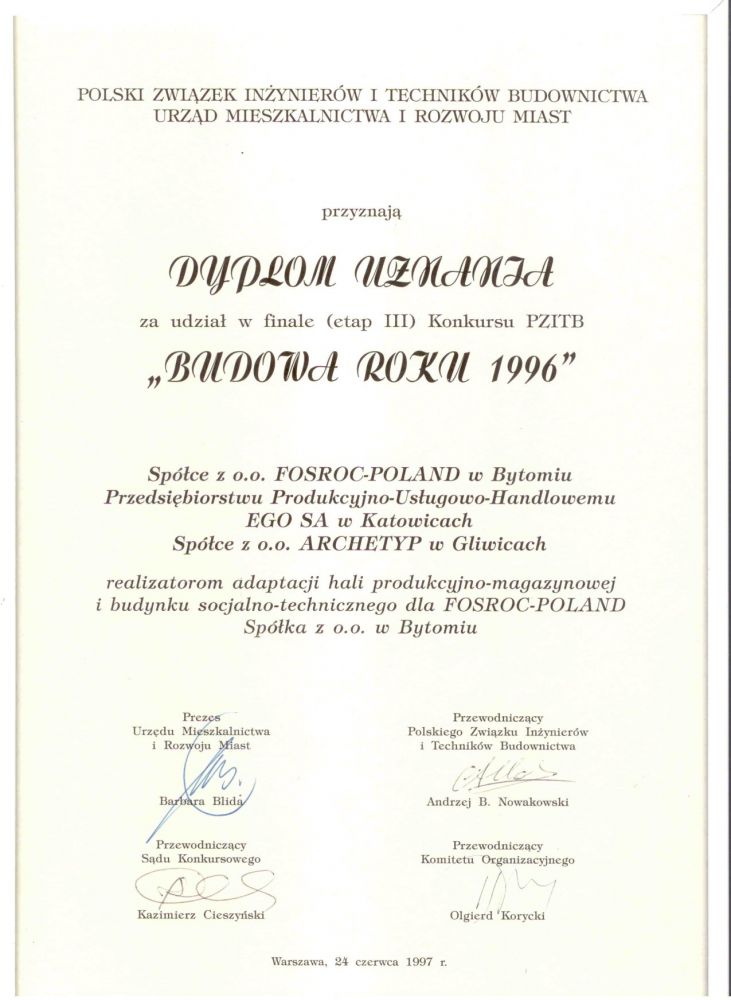 POLSKI ZWIĄZEK INŻYNIERÓW I TECHNIKÓW BUDOWNICTWA
URZĄD MIESZKALNICTWA I ROZWOJU MIAST
przyznają
DYPLOM UZNANIA
za udział w finale (etap III) Konkursu PZITB
„BUDOWA ROKU 1996”
Spółce z o.o. FOSROC-POLAND w Bytomiu
Przedsiębiorstwu Produkcyjno-Usługowo-Handlowemu
EGO SA w Katowicach
Spółce z o.o. ARCHETYP w Gliwicach
realizatorom adaptacji hali produkcyjno-magazynowej
i budynku socjalno-technicznego dla FOSROC-POLAND
Spółka z o.o. w Bytomiu
Prezes
Urzędu Mieszkalnictwa
i Rozwoju Miast
Barbara Blida
Przewodniczący
Polskiego Związku Inżynierów
i Techników Budownictwa
Andrzej B. Nowakowski
Przewodniczący
Sądu Konkursowego
Kazimierz Cieszyński
Przewodniczący
Komitetu Organizacyjnego
Olgierd Korycki
Warszawa, 24 czerwca 1997 r.